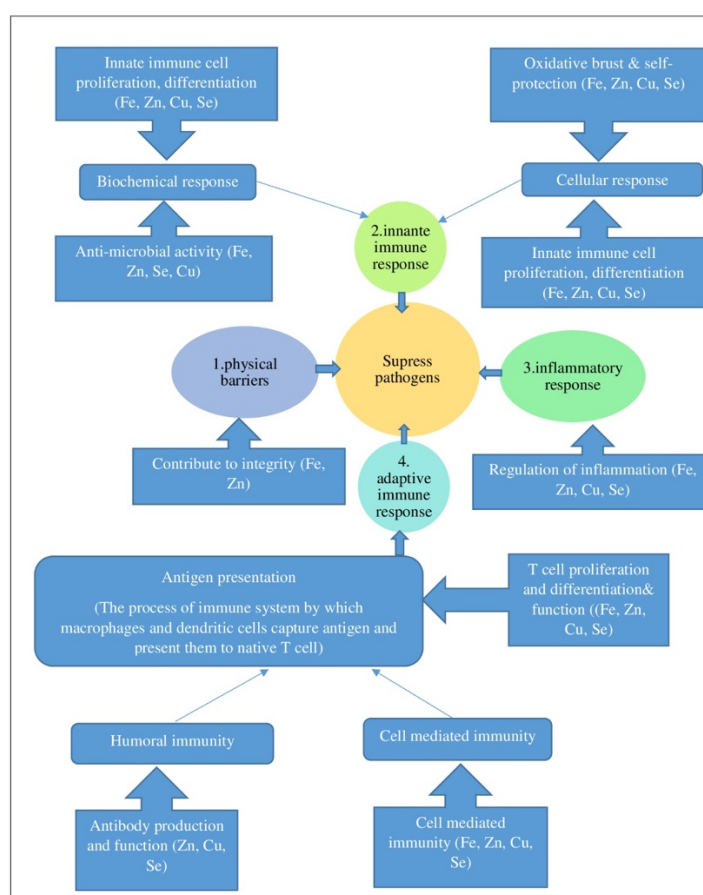 Innate immune cell
proliferation, differentiation
(Fe, Zn, Cu, Se)
Oxidative brust & self-
protection (Fe, Zn, Cu, Se)
Biochemical response
Cellular response
2.innante
immune
response
Anti-microbial activity (Fe,
Zn, Se, Cu)
Innate immune cell
proliferation, differentiation
(Fe, Zn, Cu, Se)
1.physical
barriers
Supress
pathogens
3.inflammatory
response
Contribute to integrity (Fe,
Zn)
4.
adaptive
immune
response
Regulation of inflammation (Fe,
Zn, Cu, Se)
Antigen presentation
(The process of immune system by which
macrophages and dendritic cells capture antigen and
present them to native T cell)
T cell proliferation
and differentiation&
function ((Fe, Zn,
Cu, Se)
Humoral immunity
Cell mediated immunity
Antibody production
and function (Zn, Cu,
Se)
Cell mediated
immunity (Fe, Zn, Cu,
Se)